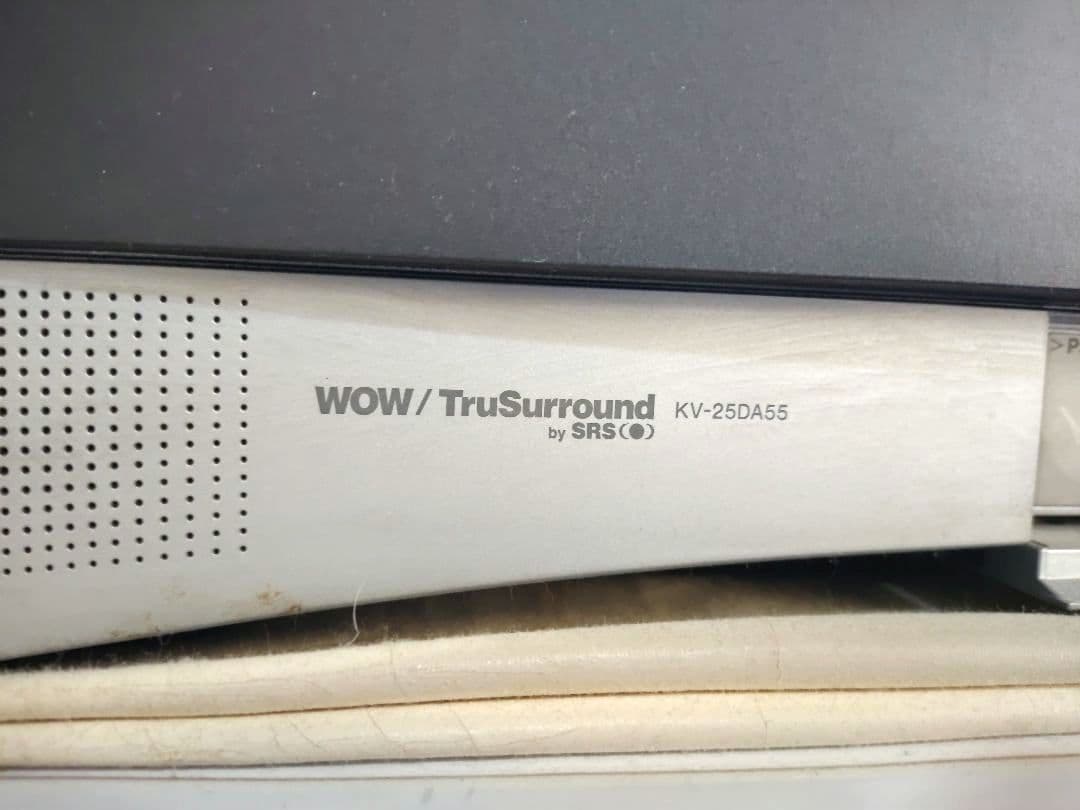 WOW/TruSurround KV-25DA55
by SRS(●)
>P